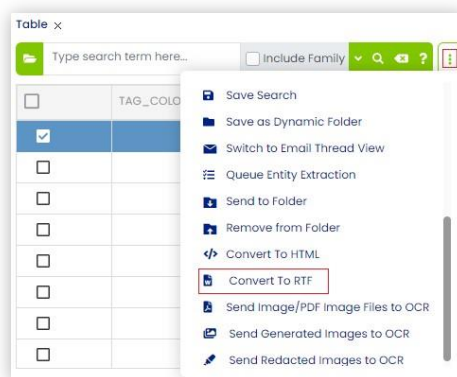 Table ×
Type search term here...
Include Family
?
TAG_COLO
Save Search
Save as Dynamic Folder
Switch to Email Thread View
Queue Entity Extraction
Send to Folder
Remove from Folder
Convert To HTML
Convert To RTF
Send Image/PDF Image Files to OCR
Send Generated Images to OCR
Send Redacted Images to OCR